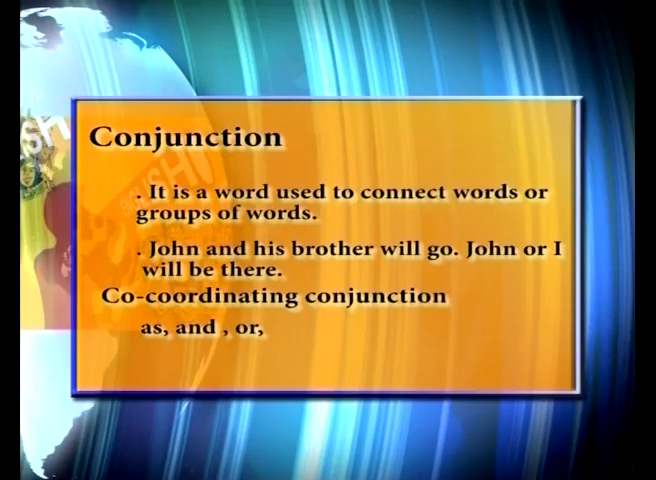 Conjunction
. It is a word used to connect words or
groups of words.
. John and his brother will go. John or I
will be there.
Co-coordinating conjunction
as, and , or,